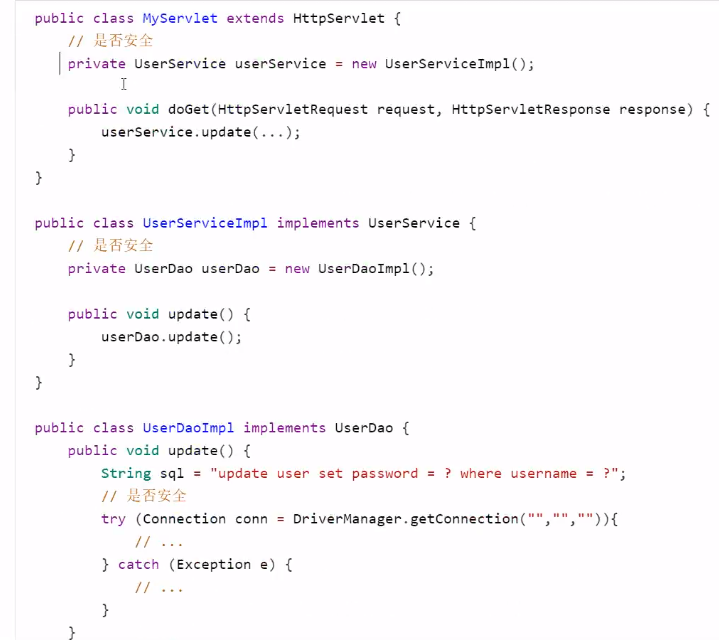 public class MyServlet extends HttpServlet {
// 是否安全
private UserService userService = new UserServiceImpl();
public void doGet(HttpServletRequest request, HttpServletResponse response) {
userService.update(...);
}
}
public class UserServiceImpl implements UserService {
// 是否安全
private UserDao userDao = new UserDaoImpl();
public void update() {
userDao.update();
}
}
public class UserDaoImpl implements UserDao {
public void update() {
String sql = "update user set password = ? where username = ?";
// 是否安全
try (Connection conn = DriverManager.getConnection("","","")){
// ...
} catch (Exception e) {
// ...
}
}